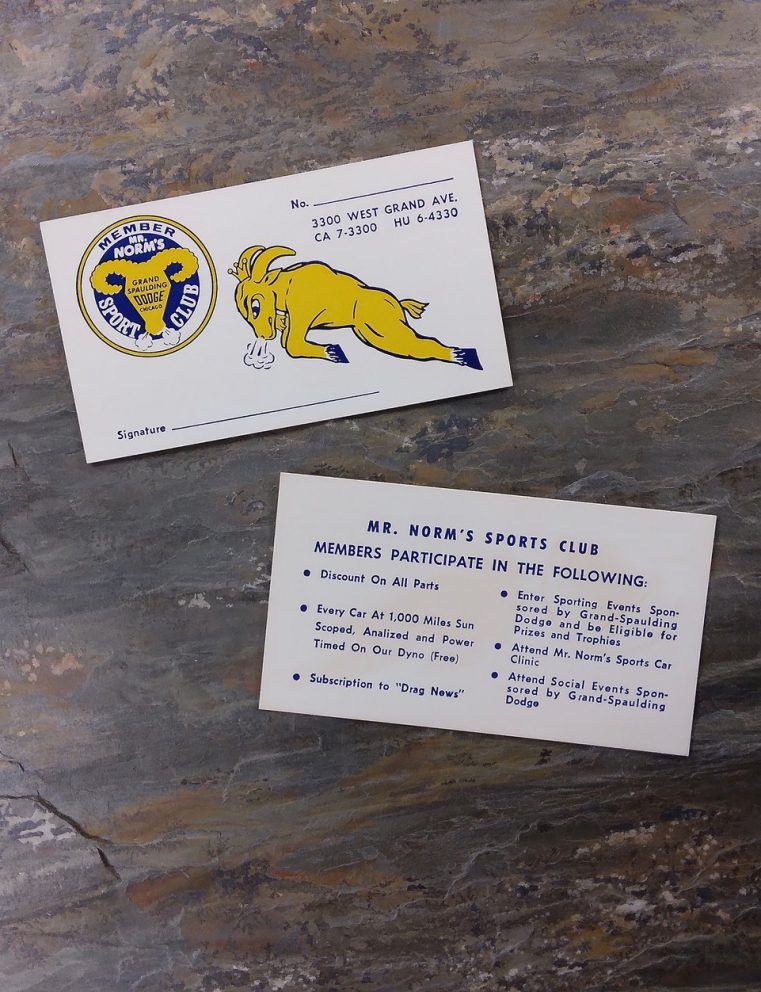 MEMBER
MR.
NORM'S
GRAND
SPAULDING
DODGE
CHICAGO
SPORT CLUB
No.
3300 WEST GRAND AVE.
CA 7-3300 HU 6-4330
Signature
MR. NORM'S SPORTS CLUB
MEMBERS PARTICIPATE IN THE FOLLOWING:
• Discount On All Parts
• Every Car At 1,000 Miles Sun
Scoped, Analized and Power
Timed On Our Dyno (Free)
• Subscription to "Drag News"
• Enter Sporting Events Spon-
sored by Grand-Spaulding
Dodge and be Eligible for
Prizes and Trophies
• Attend Mr. Norm's Sports Car
Clinic
• Attend Social Events Spon-
sored by Grand-Spaulding
Dodge